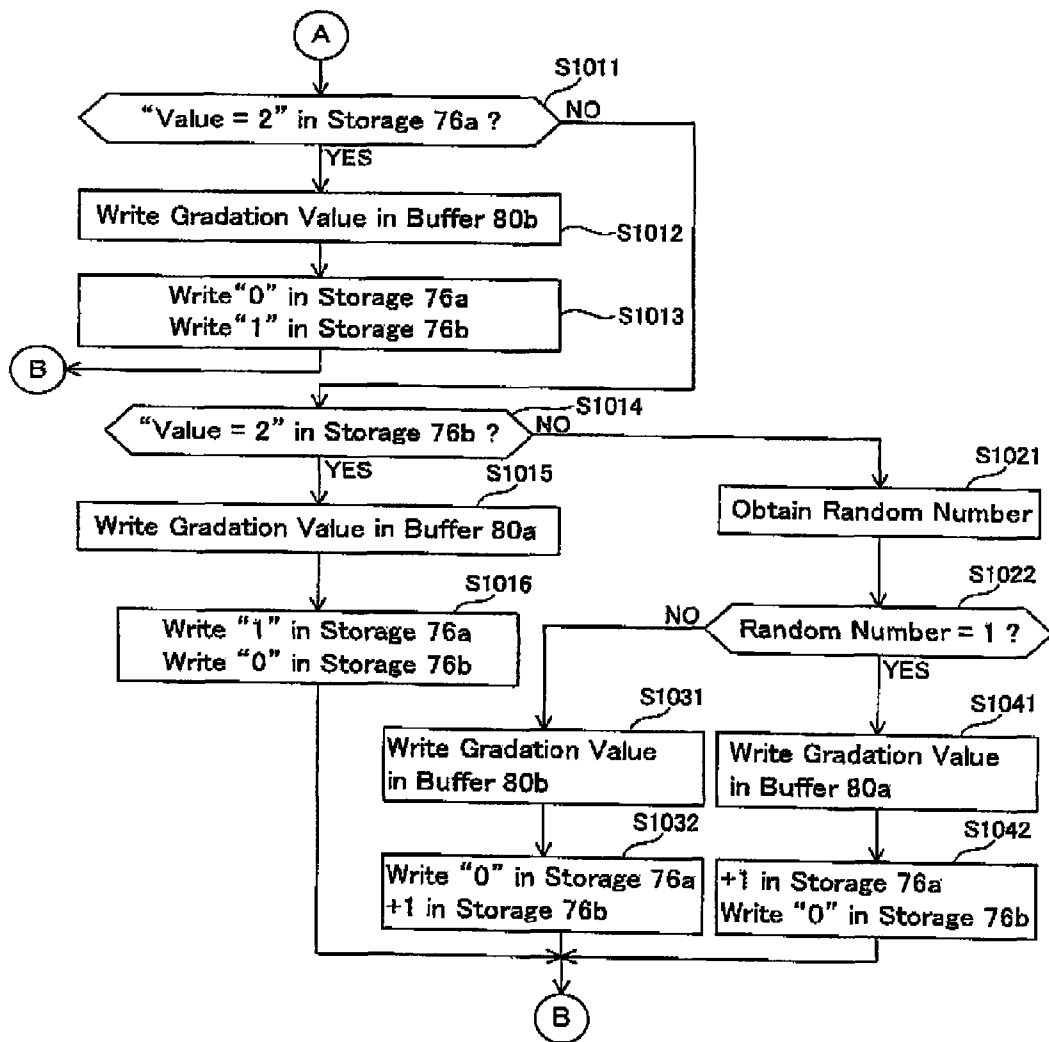 A
S1011
“Value = 2” in Storage 76a ?
NO
YES
Write Gradation Value in Buffer 80b
S1012
Write “0” in Storage 76a
Write “1” in Storage 76b
S1013
B
S1014
“Value = 2” in Storage 76b ?
NO
YES
S1015
Write Gradation Value in Buffer 80a
S1021
Obtain Random Number
S1016
Write “1” in Storage 76a
Write “0” in Storage 76b
S1022
NO
Random Number = 1 ?
YES
S1031
Write Gradation Value
in Buffer 80b
S1041
Write Gradation Value
in Buffer 80a
S1032
Write “0” in Storage 76a
+1 in Storage 76b
S1042
+1 in Storage 76a
Write “0” in Storage 76b
B